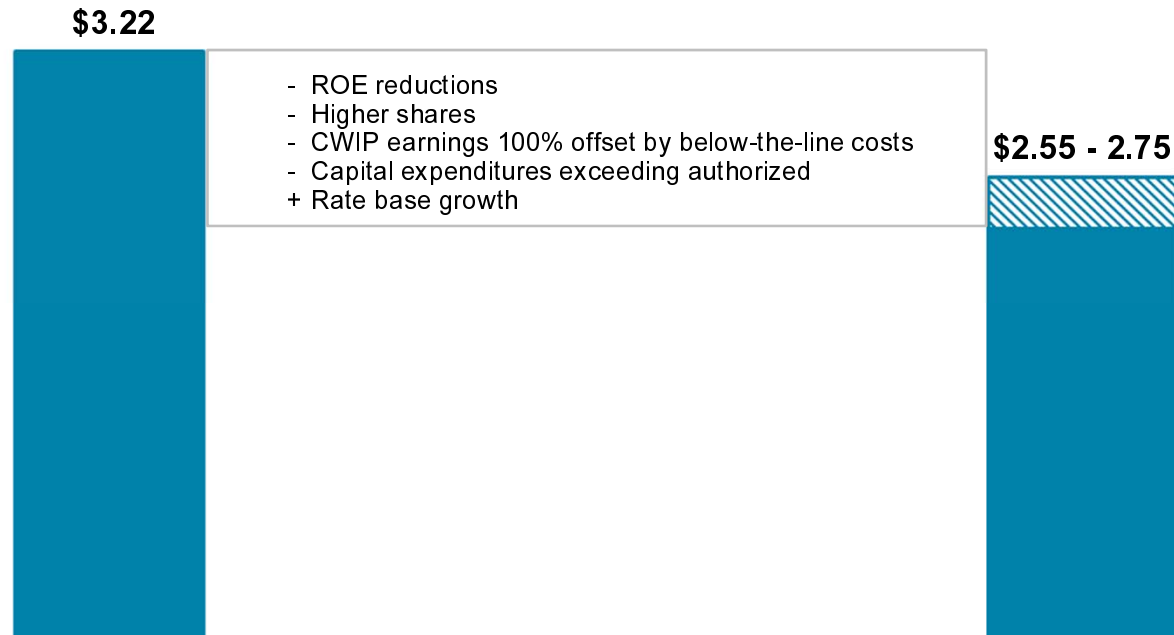 $3.22
- ROE reductions
- Higher shares
- CWIP earnings 100% offset by below-the-line costs
- Capital expenditures exceeding authorized
+ Rate base growth
$2.55 - 2.75